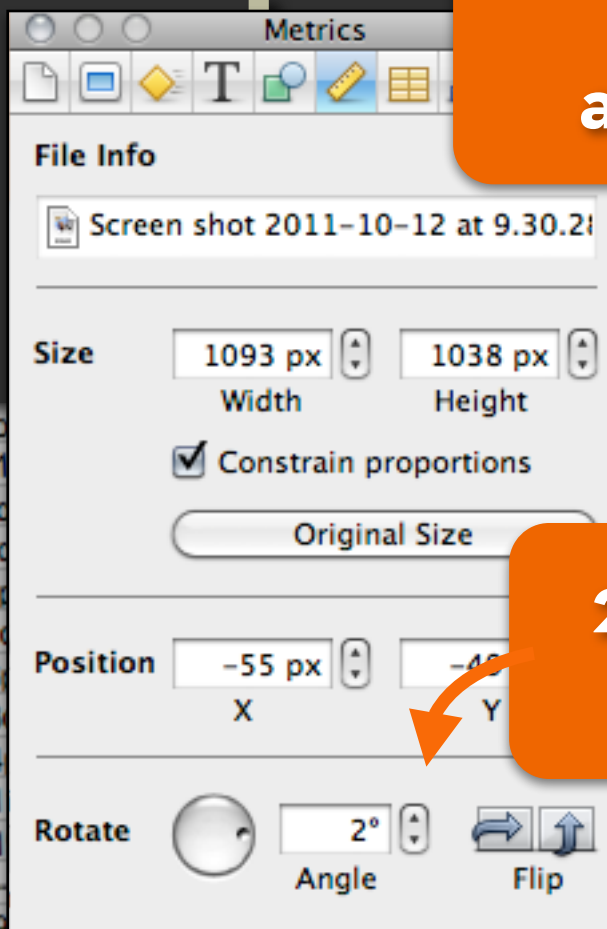 Metrics
T
a
File Info
Screen shot 2011-10-12 at 9.30.2
Size 1093 px 1038 px
Width Height
Constrain proportions
Original Size
2
Position -55 px
X Y
Rotate 2°
Angle Flip